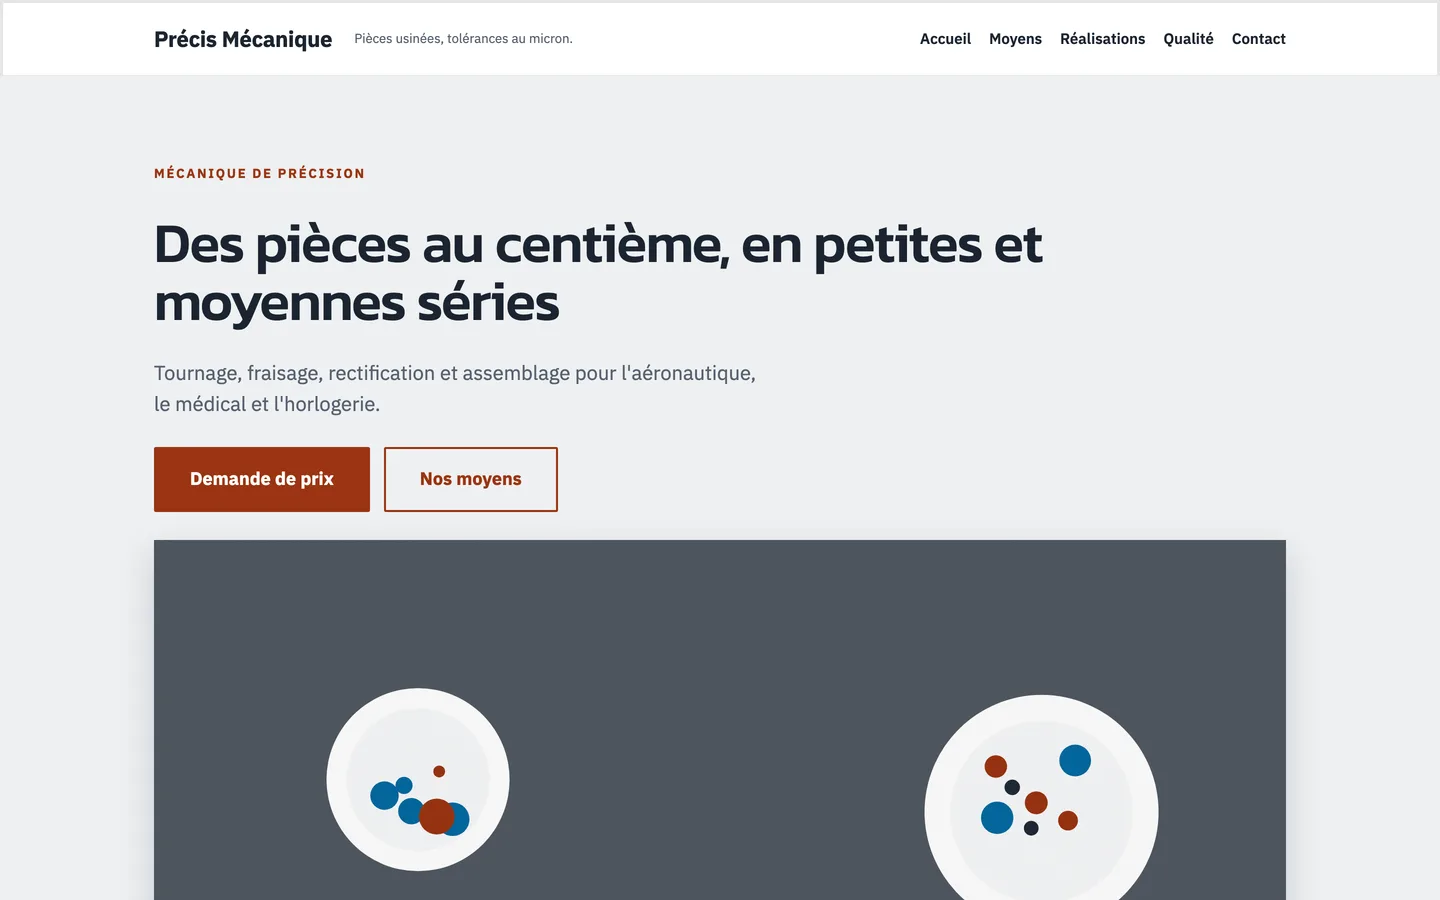 Précis Mécanique
Pièces usinées, tolérances au micron.
Accueil Moyens Réalisations Qualité Contact
MÉCANIQUE DE PRÉCISION
Des pièces au centième, en petites et
moyennes séries
Tournage, fraisage, rectification et assemblage pour l'aéronautique,
le médical et l'horlogerie.
Demande de prix
Nos moyens